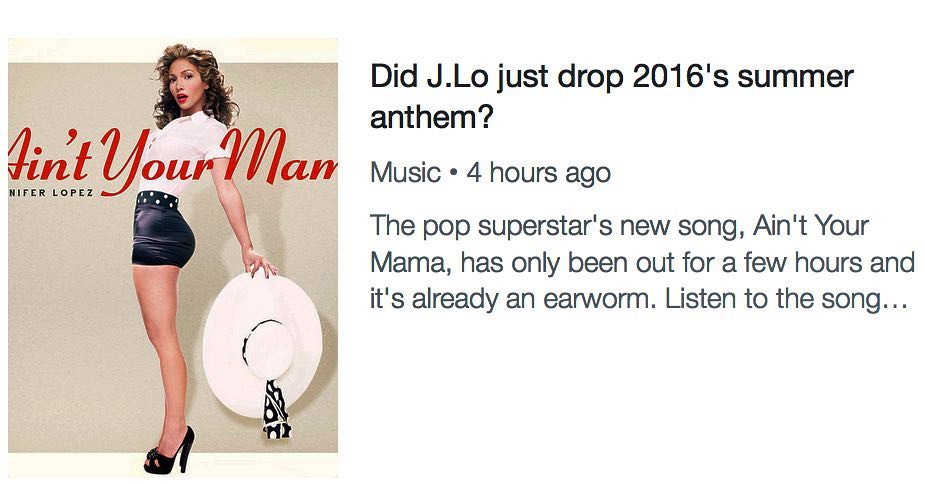 Ain't Your Mam
NIFER LOPEZ
Did J.Lo just drop 2016's summer
anthem?
Music • 4 hours ago
The pop superstar's new song, Ain't Your
Mama, has only been out for a few hours and
it's already an earworm. Listen to the song...